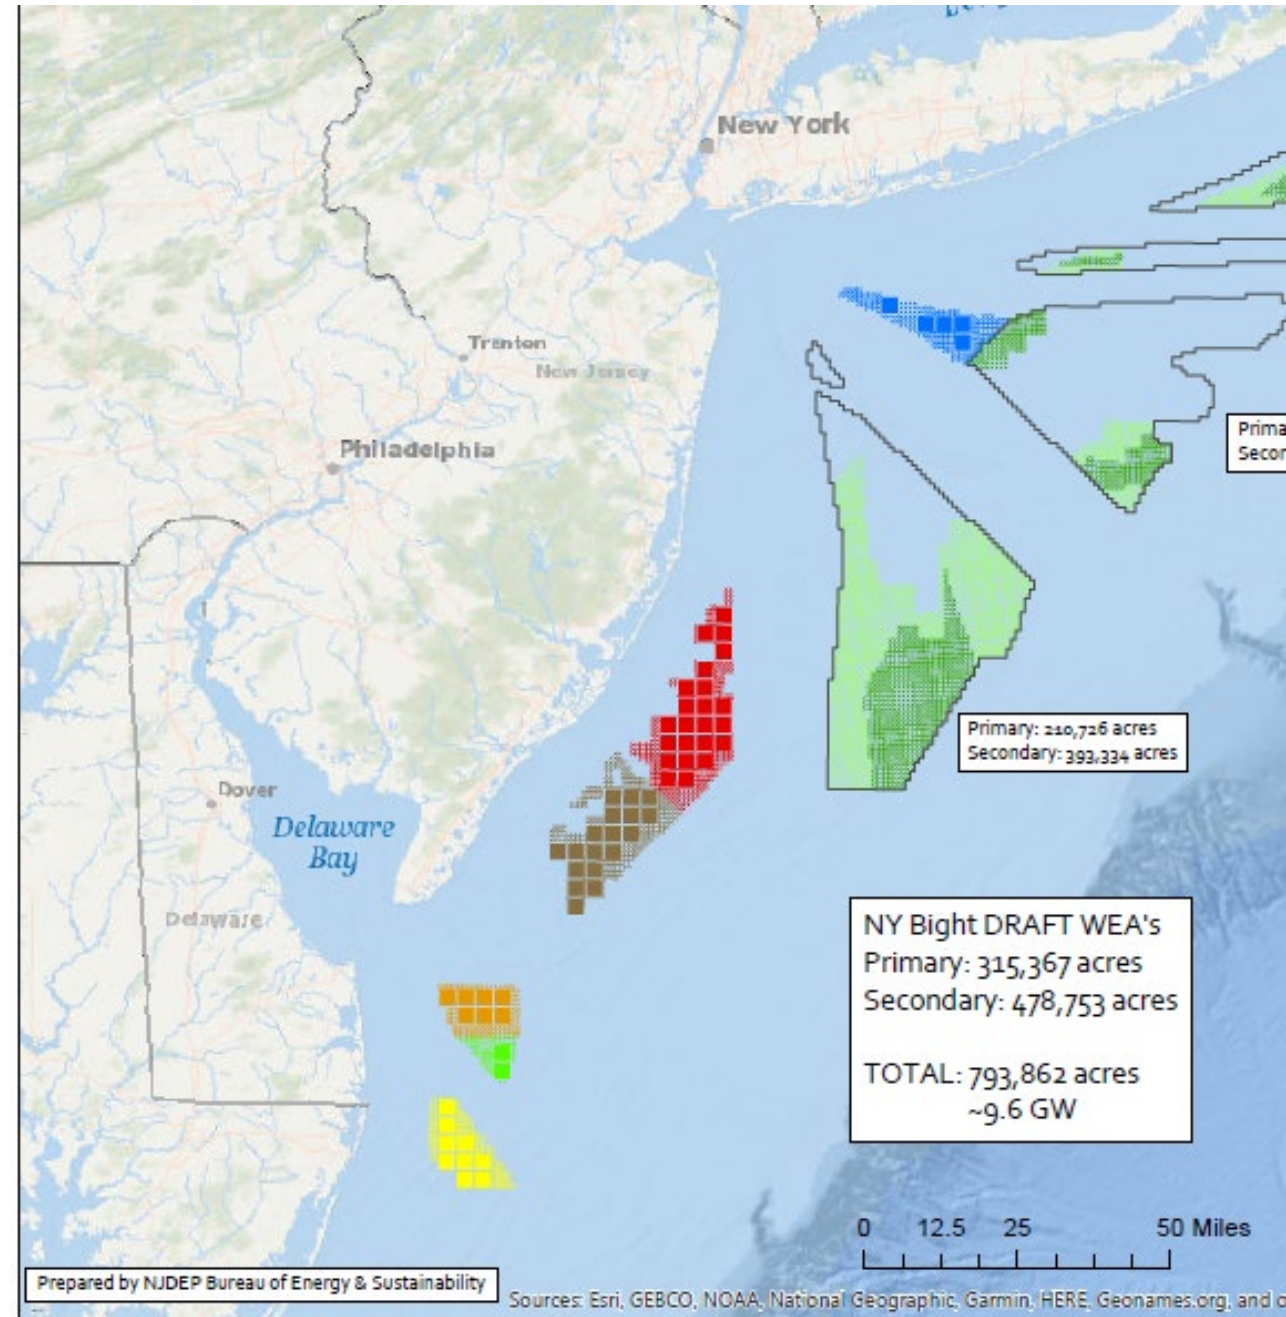 New York
Trenton
New Jersey
Philadelphia
Prima
Secon
Primary: 210,726 acres
Secondary: 393,334 acres
Dover
Delaware
Bay
Delaware
NY Bight DRAFT WEA's
Primary: 315,367 acres
Secondary: 478,753 acres
TOTAL: 793,862 acres
~9.6 GW
0 12.5 25 50 Miles
Prepared by NJDEP Bureau of Energy & Sustainability
Sources: Esri, GEBCO, NOAA, National Geographic, Garmin, HERE, Geonames.org, and o